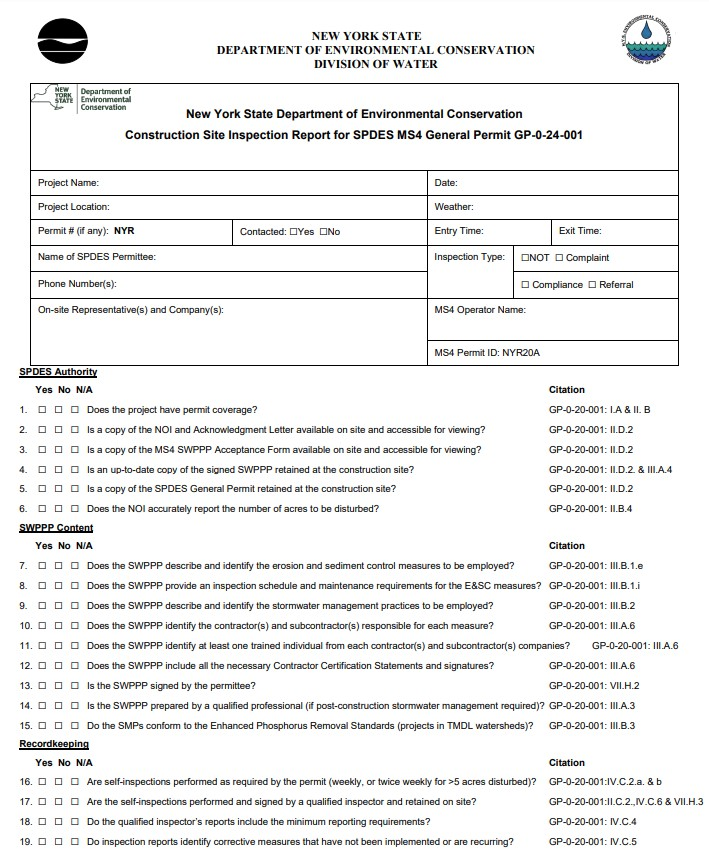 NEW YORK STATE
DEPARTMENT OF ENVIRONMENTAL CONSERVATION
DIVISION OF WATER
N.Y.S. ENVIRONMENTAL CONSERVATION
DIVISION OF WATER
NEW YORK STATE
Department of Environmental Conservation
New York State Department of Environmental Conservation
Construction Site Inspection Report for SPDES MS4 General Permit GP-0-24-001
Project Name: Date:
Project Location: Weather:
Permit # (if any): NYR Contacted: ☐Yes ☐No Entry Time: Exit Time:
Name of SPDES Permittee: Inspection Type: ☐NOT ☐ Complaint
Phone Number(s): ☐ Compliance ☐ Referral
On-site Representative(s) and Company(s): MS4 Operator Name:
MS4 Permit ID: NYR20A
SPDES Authority
Yes No N/A Citation
1. ☐ ☐ ☐ Does the project have permit coverage? GP-0-20-001: I.A & II. B
2. ☐ ☐ ☐ Is a copy of the NOI and Acknowledgment Letter available on site and accessible for viewing? GP-0-20-001: II.D.2
3. ☐ ☐ ☐ Is a copy of the MS4 SWPPP Acceptance Form available on site and accessible for viewing? GP-0-20-001: II.D.2
4. ☐ ☐ ☐ Is an up-to-date copy of the signed SWPPP retained at the construction site? GP-0-20-001: II.D.2. & III.A.4
5. ☐ ☐ ☐ Is a copy of the SPDES General Permit retained at the construction site? GP-0-20-001: II.D.2
6. ☐ ☐ ☐ Does the NOI accurately report the number of acres to be disturbed? GP-0-20-001: II.B.4
SWPPP Content
Yes No N/A Citation
7. ☐ ☐ ☐ Does the SWPPP describe and identify the erosion and sediment control measures to be employed? GP-0-20-001: III.B.1.e
8. ☐ ☐ ☐ Does the SWPPP provide an inspection schedule and maintenance requirements for the E&SC measures? GP-0-20-001: III.B.1.i
9. ☐ ☐ ☐ Does the SWPPP describe and identify the stormwater management practices to be employed? GP-0-20-001: III.B.2
10. ☐ ☐ ☐ Does the SWPPP identify the contractor(s) and subcontractor(s) responsible for each measure? GP-0-20-001: III.A.6
11. ☐ ☐ ☐ Does the SWPPP identify at least one trained individual from each contractor(s) and subcontractor(s) companies? GP-0-20-001: III.A.6
12. ☐ ☐ ☐ Does the SWPPP include all the necessary Contractor Certification Statements and signatures? GP-0-20-001: III.A.6
13. ☐ ☐ ☐ Is the SWPPP signed by the permittee? GP-0-20-001: VII.H.2
14. ☐ ☐ ☐ Is the SWPPP prepared by a qualified professional (if post-construction stormwater management required)? GP-0-20-001: III.A.3
15. ☐ ☐ ☐ Do the SMPs conform to the Enhanced Phosphorus Removal Standards (projects in TMDL watersheds)? GP-0-20-001: III.B.3
Recordkeeping
Yes No N/A Citation
16. ☐ ☐ ☐ Are self-inspections performed as required by the permit (weekly, or twice weekly for >5 acres disturbed)? GP-0-20-001:IV.C.2.a. & b
17. ☐ ☐ ☐ Are the self-inspections performed and signed by a qualified inspector and retained on site? GP-0-20-001:II.C.2.,IV.C.6 & VII.H.3
18. ☐ ☐ ☐ Do the qualified inspector's reports include the minimum reporting requirements? GP-0-20-001: IV.C.4
19. ☐ ☐ ☐ Do inspection reports identify corrective measures that have not been implemented or are recurring? GP-0-20-001: IV.C.5